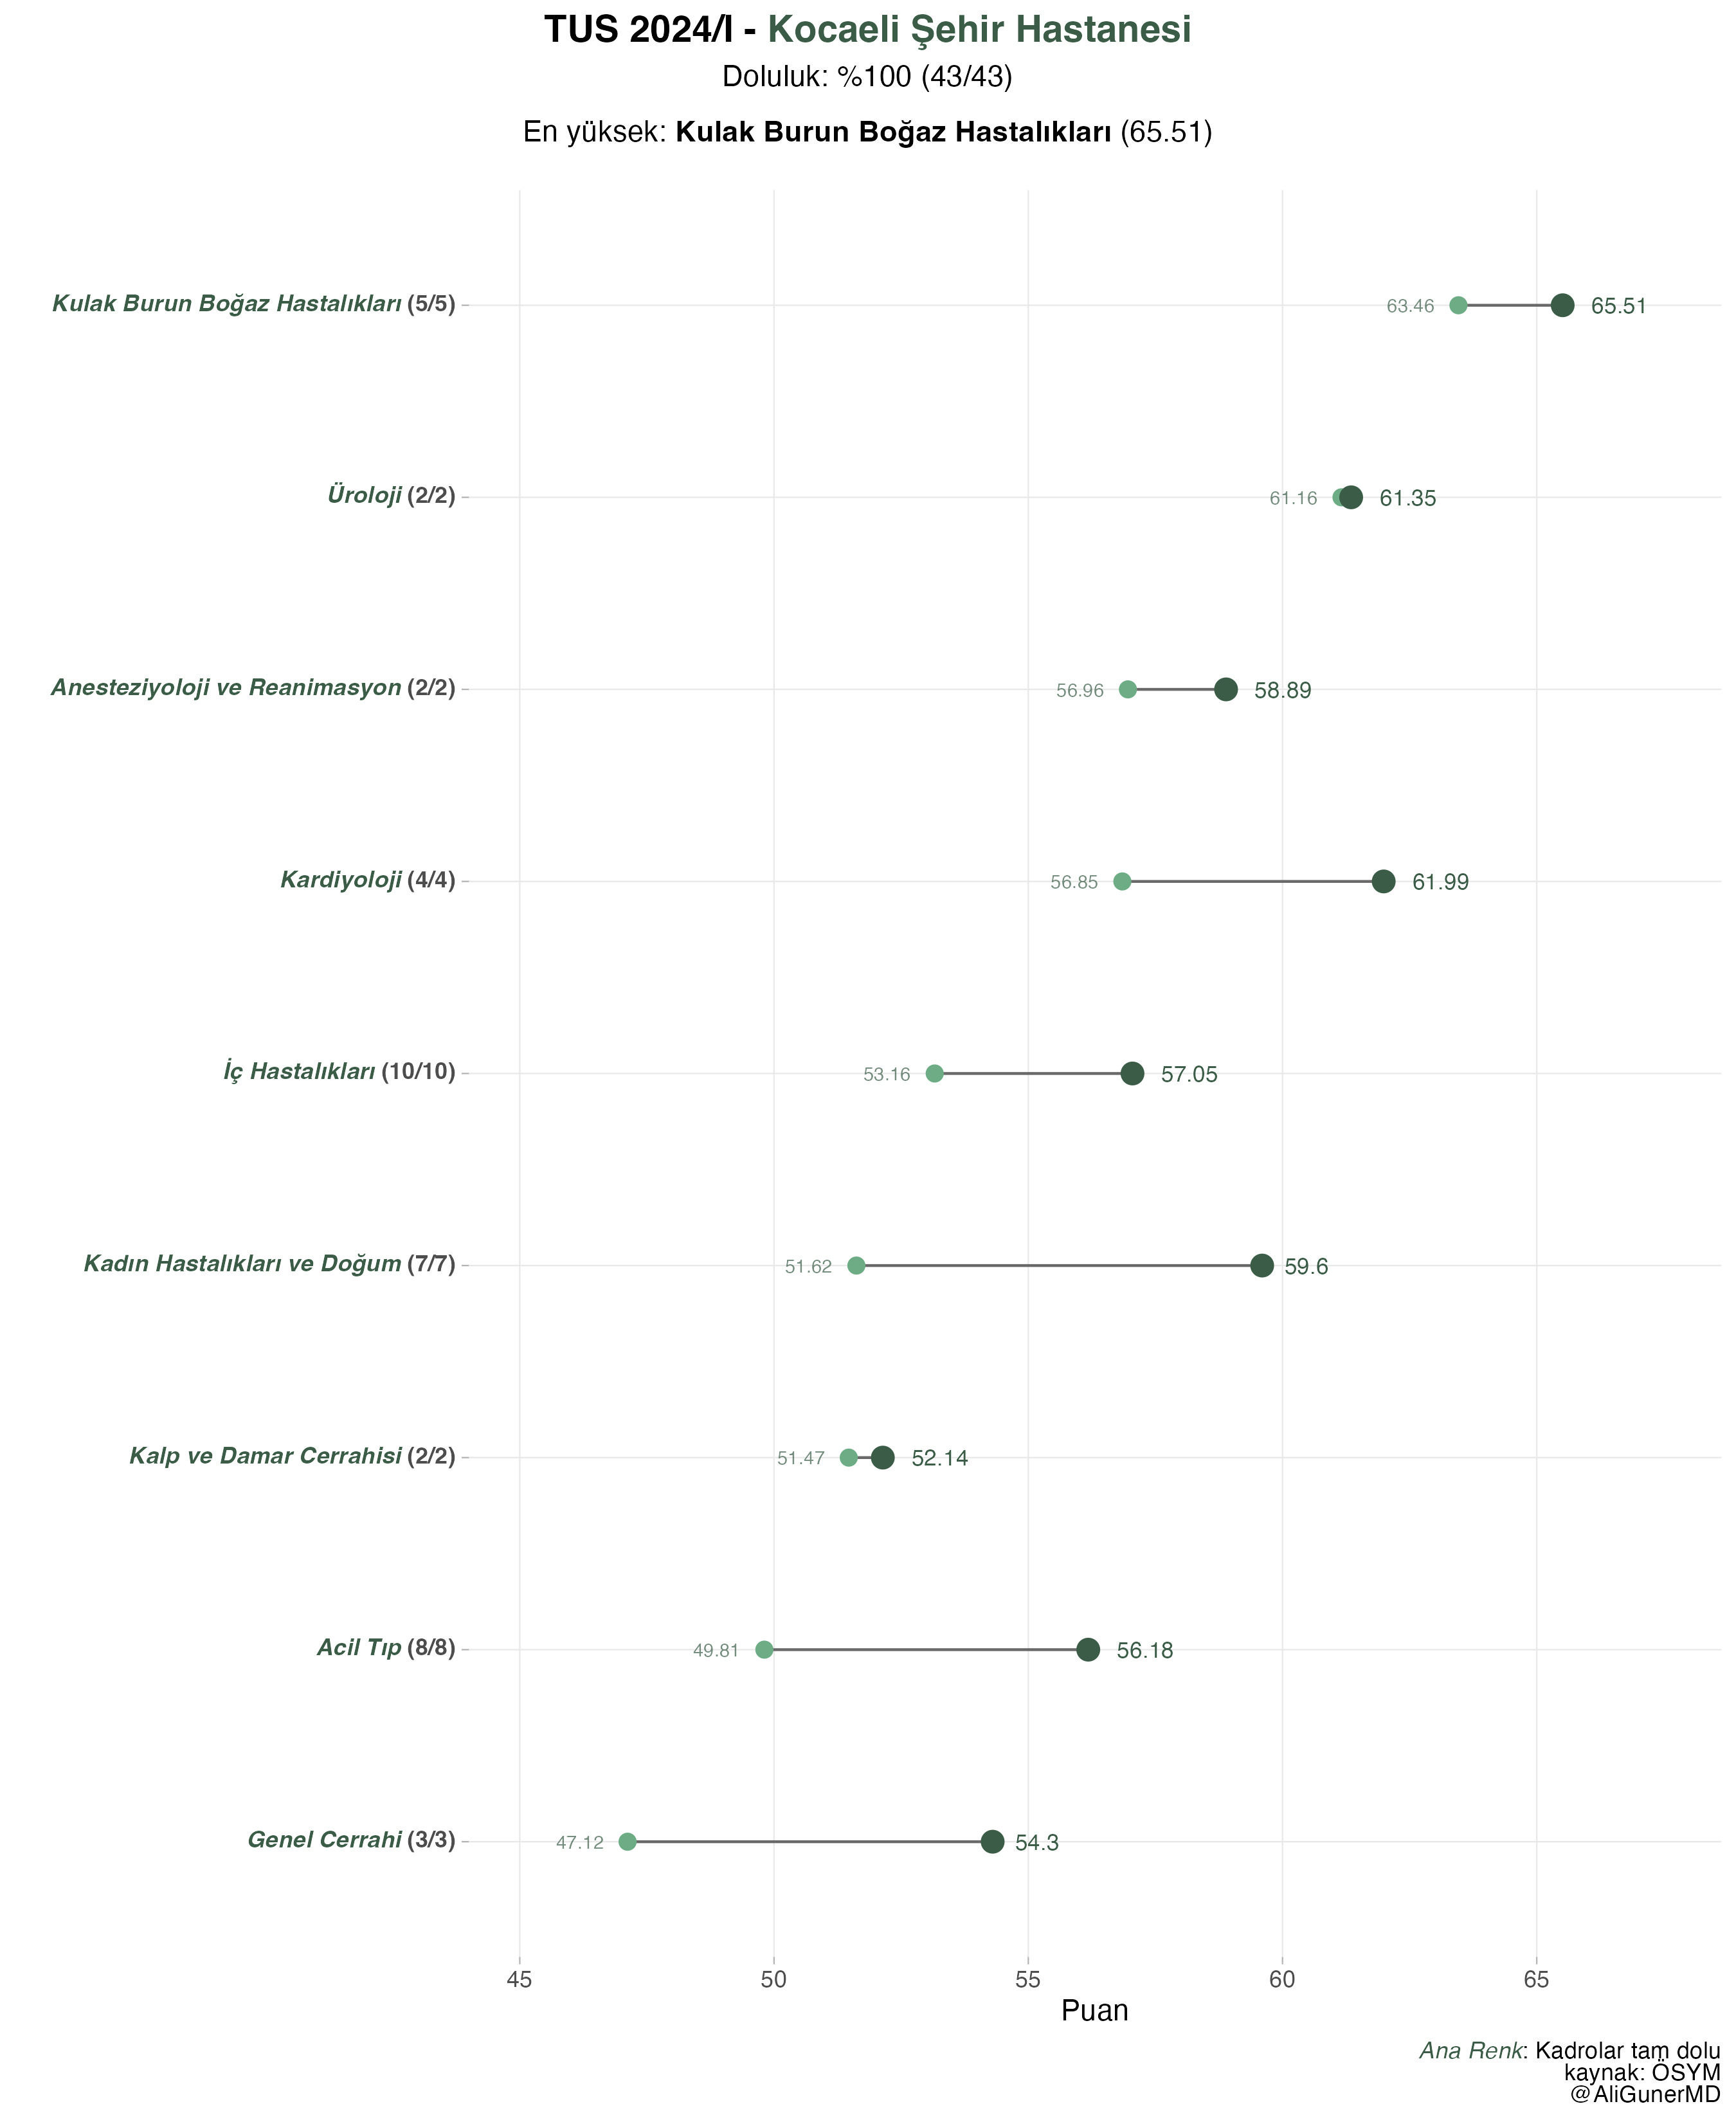 TUS 2024/I - Kocaeli Şehir Hastanesi
Doluluk: %100 (43/43)
En yüksek: Kulak Burun Boğaz Hastalıkları (65.51)
Kulak Burun Boğaz Hastalıkları (5/5) 63.46 65.51
Üroloji (2/2) 61.16 61.35
Anesteziyoloji ve Reanimasyon (2/2) 56.96 58.89
Kardiyoloji (4/4) 56.85 61.99
İç Hastalıkları (10/10) 53.16 57.05
Kadın Hastalıkları ve Doğum (7/7) 51.62 59.6
Kalp ve Damar Cerrahisi (2/2) 51.47 52.14
Acil Tıp (8/8) 49.81 56.18
Genel Cerrahi (3/3) 47.12 54.3
45 50 55 60 65
Puan
Ana Renk: Kadrolar tam dolu
kaynak: ÖSYM
@AliGunerMD